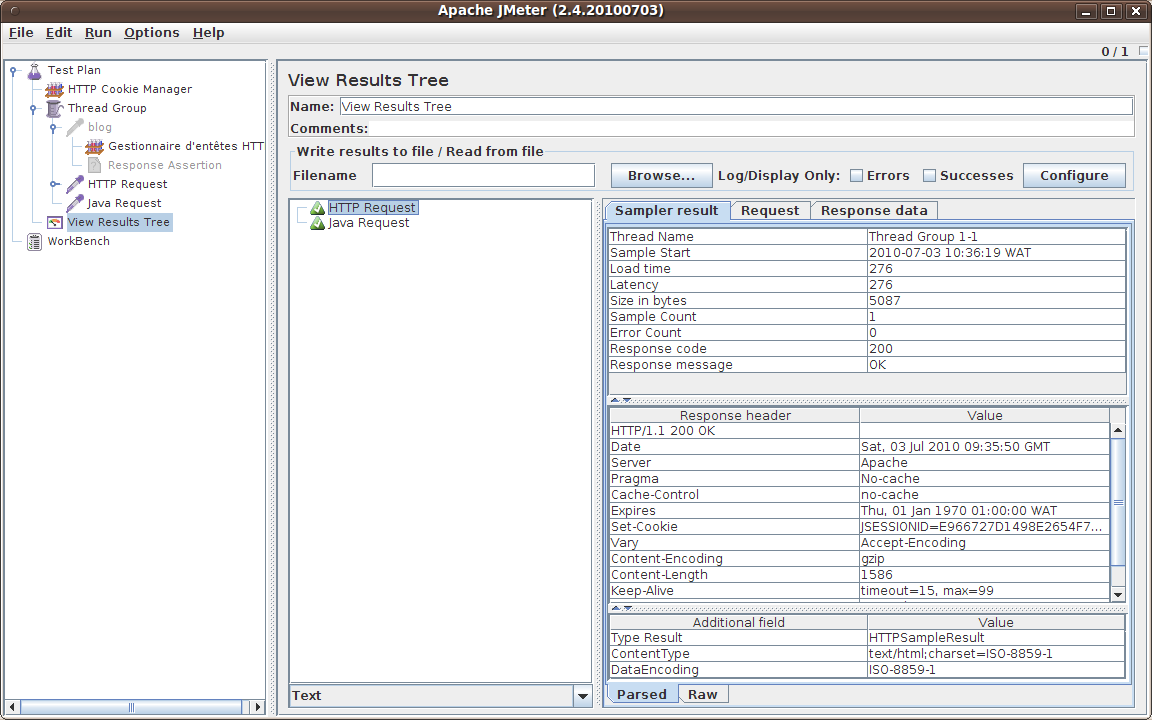 Apache JMeter (2.4.20100703)
File Edit Run Options Help
0 / 1
Test Plan
HTTP Cookie Manager
Thread Group
blog
Gestionnaire d'entêtes HTT
Response Assertion
HTTP Request
Java Request
View Results Tree
WorkBench
View Results Tree
Name: View Results Tree
Comments:
Write results to file / Read from file
Filename Browse... Log/Display Only: Errors Successes Configure
HTTP Request
Java Request
Text
Sampler result Request Response data
Thread Name Thread Group 1-1
Sample Start 2010-07-03 10:36:19 WAT
Load time 276
Latency 276
Size in bytes 5087
Sample Count 1
Error Count 0
Response code 200
Response message OK
Response header Value
HTTP/1.1 200 OK
Date Sat, 03 Jul 2010 09:35:50 GMT
Server Apache
Pragma No-cache
Cache-Control no-cache
Expires Thu, 01 Jan 1970 01:00:00 WAT
Set-Cookie JSESSIONID=E966727D1498E2654F7...
Vary Accept-Encoding
Content-Encoding gzip
Content-Length 1586
Keep-Alive timeout=15, max=99
Additional field Value
Type Result HTTPSampleResult
ContentType text/html;charset=ISO-8859-1
DataEncoding ISO-8859-1
Parsed Raw